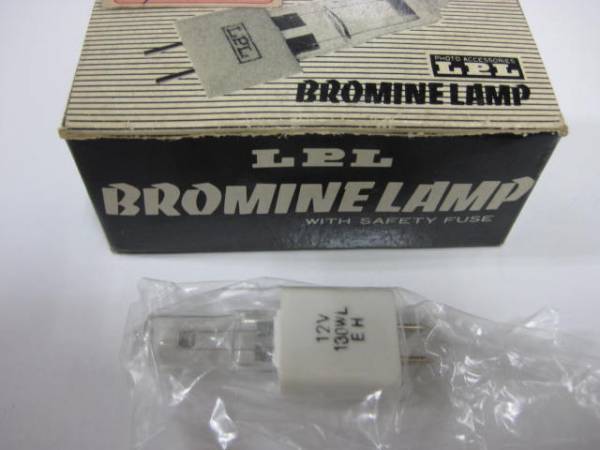 LPL
PHOTO ACCESSORIES
LPL
BROMINE LAMP
LPL
BROMINE LAMP
WITH SAFETY FUSE
12V
130WL
EH